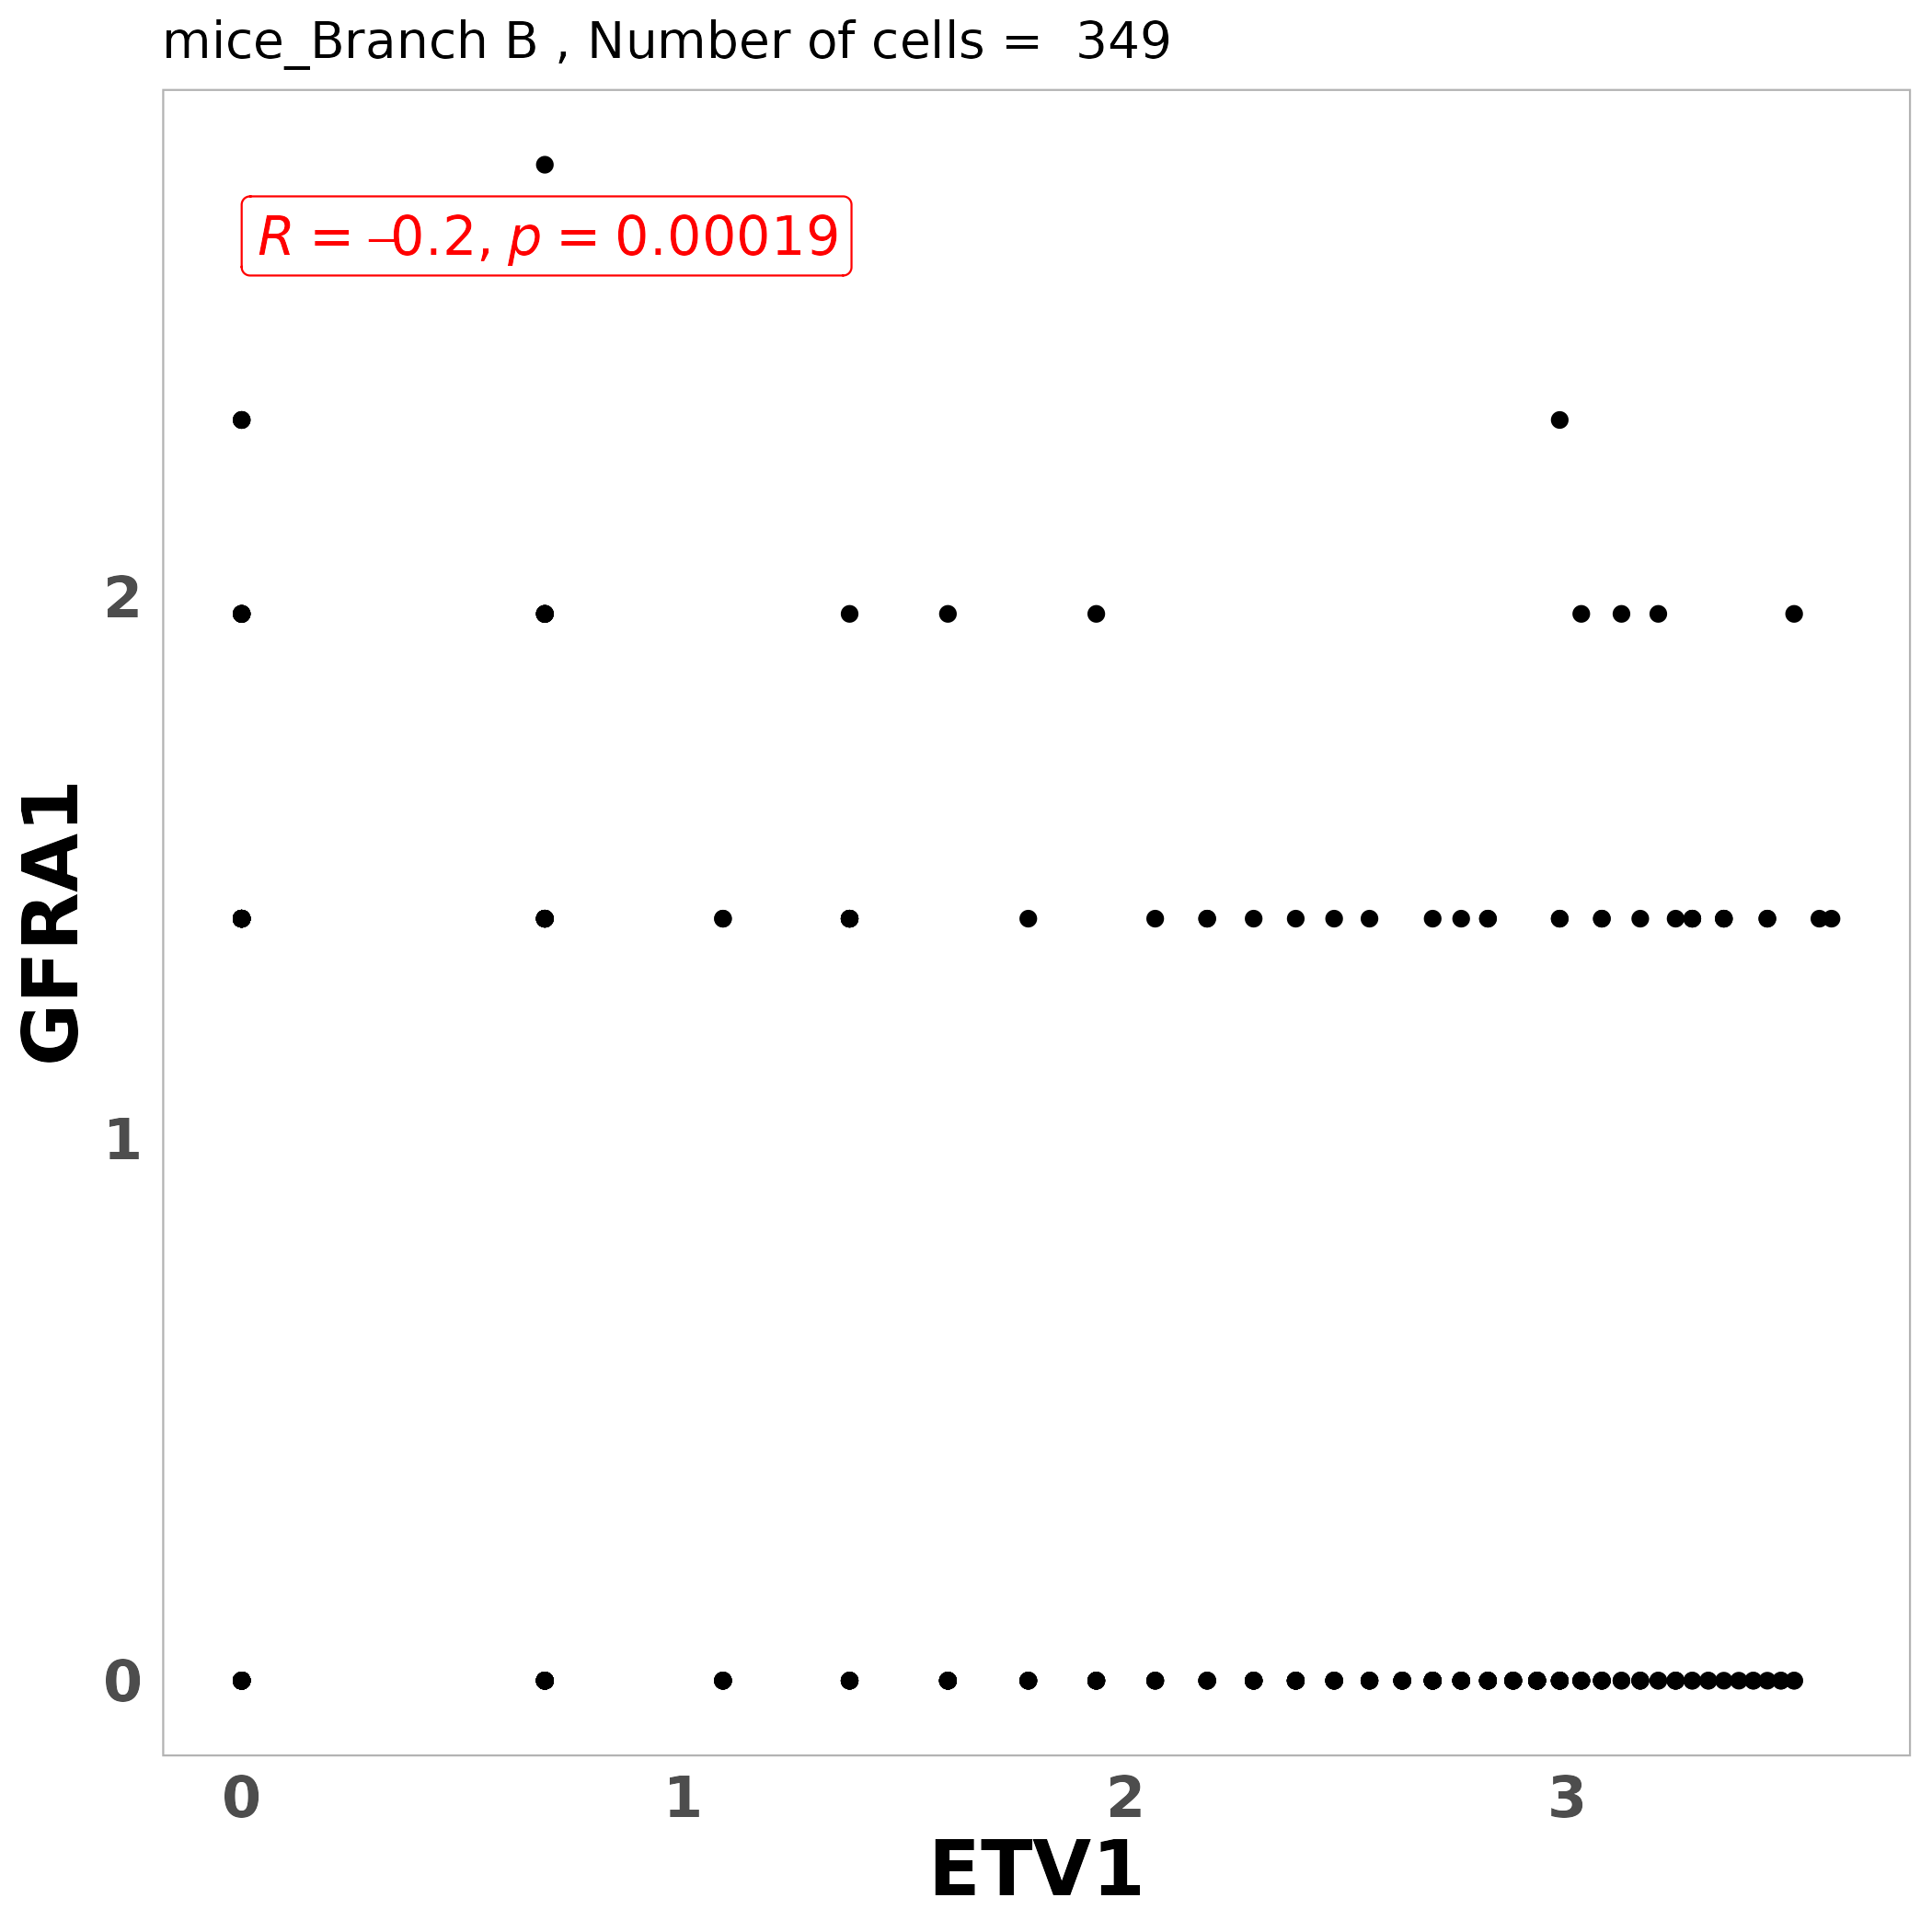 mice_Branch B , Number of cells =  349
R = –0.2, p = 0.00019
GFRA1
2
1
0
0 1 2 3
ETV1